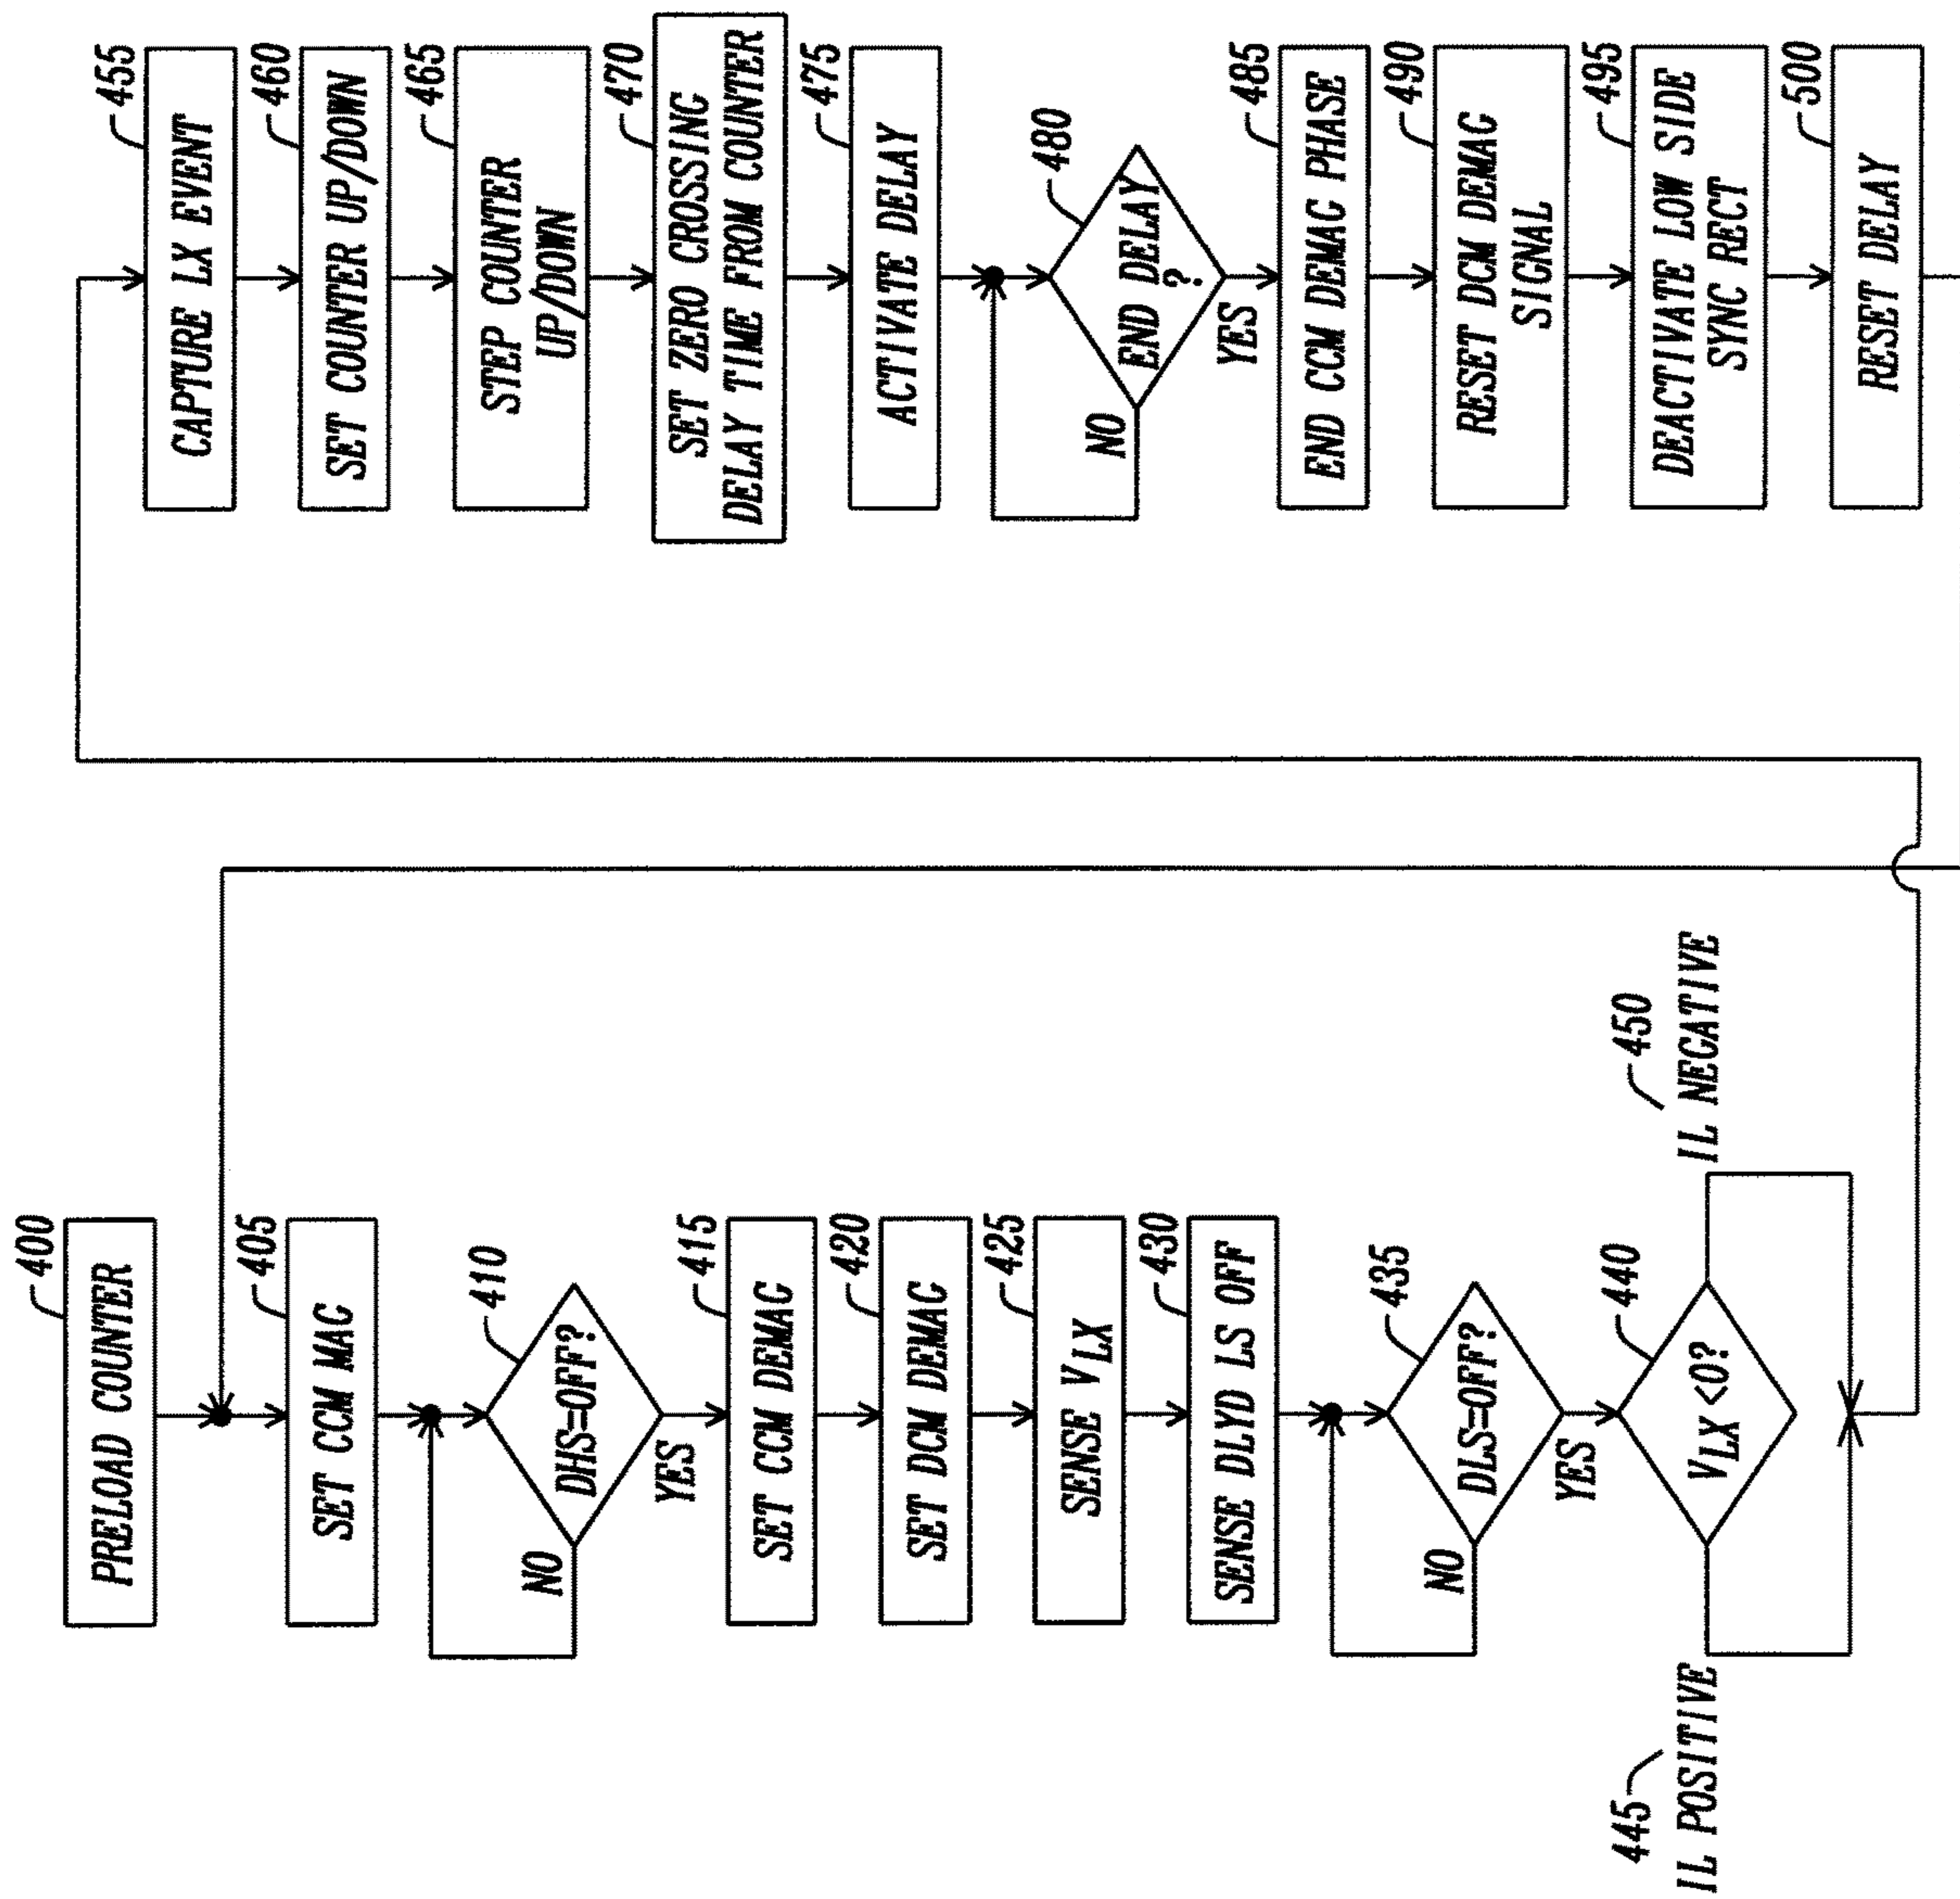 400
PRELOAD COUNTER
405
SET CCM MAG
410
DHS=OFF?
NO
YES
415
SET CCM DEMAG
420
SET DCM DEMAG
425
SENSE VLX
430
SENSE DLYD LS OFF
435
DLS=OFF?
NO
YES
440
VLX <0?
445
IL POSITIVE
450
IL NEGATIVE
455
CAPTURE LX EVENT
460
SET COUNTER UP/DOWN
465
STEP COUNTER
UP/DOWN
470
SET ZERO CROSSING
DELAY TIME FROM COUNTER
475
ACTIVATE DELAY
480
END DELAY
?
NO
YES
485
END CCM DEMAG PHASE
490
RESET DCM DEMAG
SIGNAL
495
DEACTIVATE LOW SIDE
SYNC RECT
500
RESET DELAY